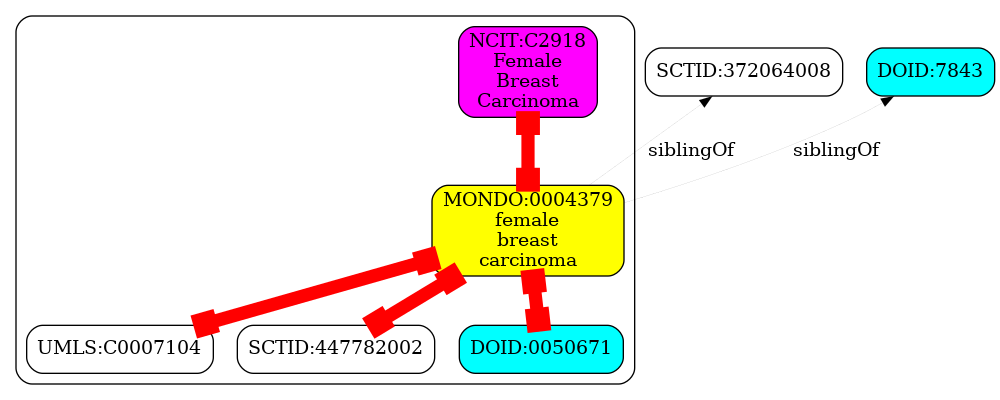 NCIT:C2918
Female
Breast
Carcinoma
SCTID:372064008
DOID:7843
siblingOf
siblingOf
MONDO:0004379
female
breast
carcinoma
UMLS:C0007104
SCTID:447782002
DOID:0050671